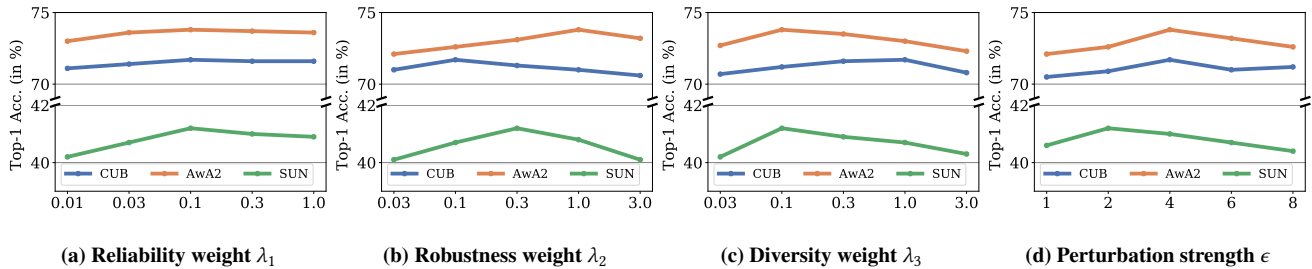 75
70
42
40
Top-1 Acc. (in %)
CUB AwA2 SUN
0.01 0.03 0.1 0.3 1.0
(a) Reliability weight λ1
75
70
42
40
Top-1 Acc. (in %)
CUB AwA2 SUN
0.03 0.1 0.3 1.0 3.0
(b) Robustness weight λ2
75
70
42
40
Top-1 Acc. (in %)
CUB AwA2 SUN
0.03 0.1 0.3 1.0 3.0
(c) Diversity weight λ3
75
70
42
40
Top-1 Acc. (in %)
CUB AwA2 SUN
1 2 4 6 8
(d) Perturbation strength ϵ